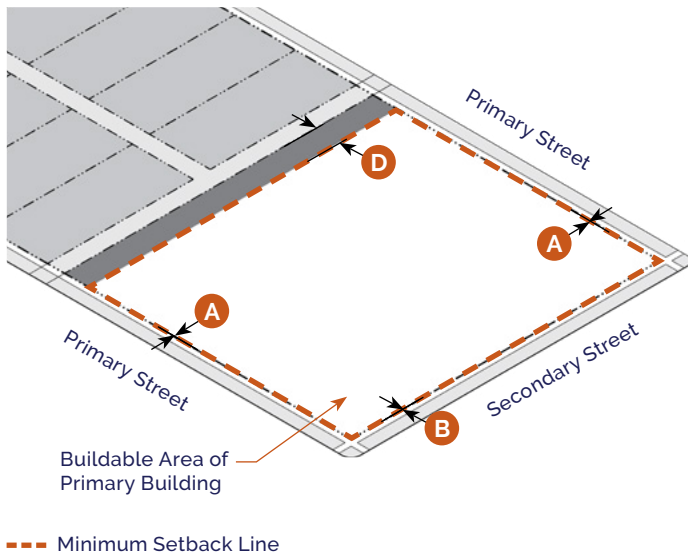 Primary Street
D
A
A
Primary Street
Secondary Street
B
Buildable Area of
Primary Building
Minimum Setback Line